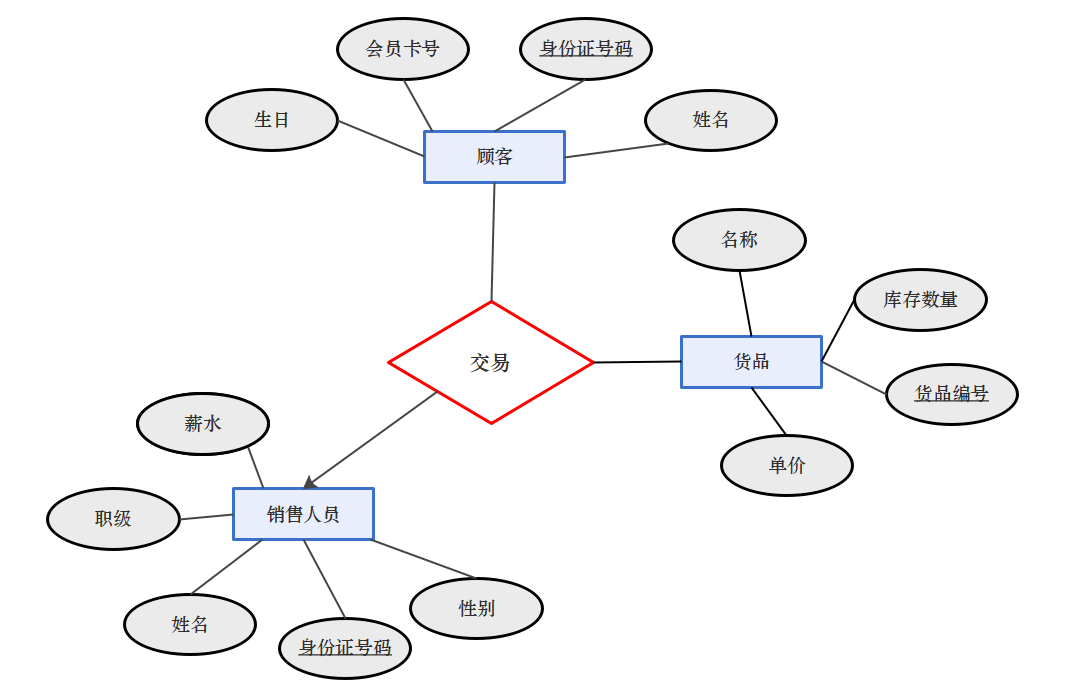 会员卡号
身份证号码
生日
姓名
顾客
名称
库存数量
交易
货品
货品编号
薪水
单价
职级
销售人员
姓名
性别
身份证号码